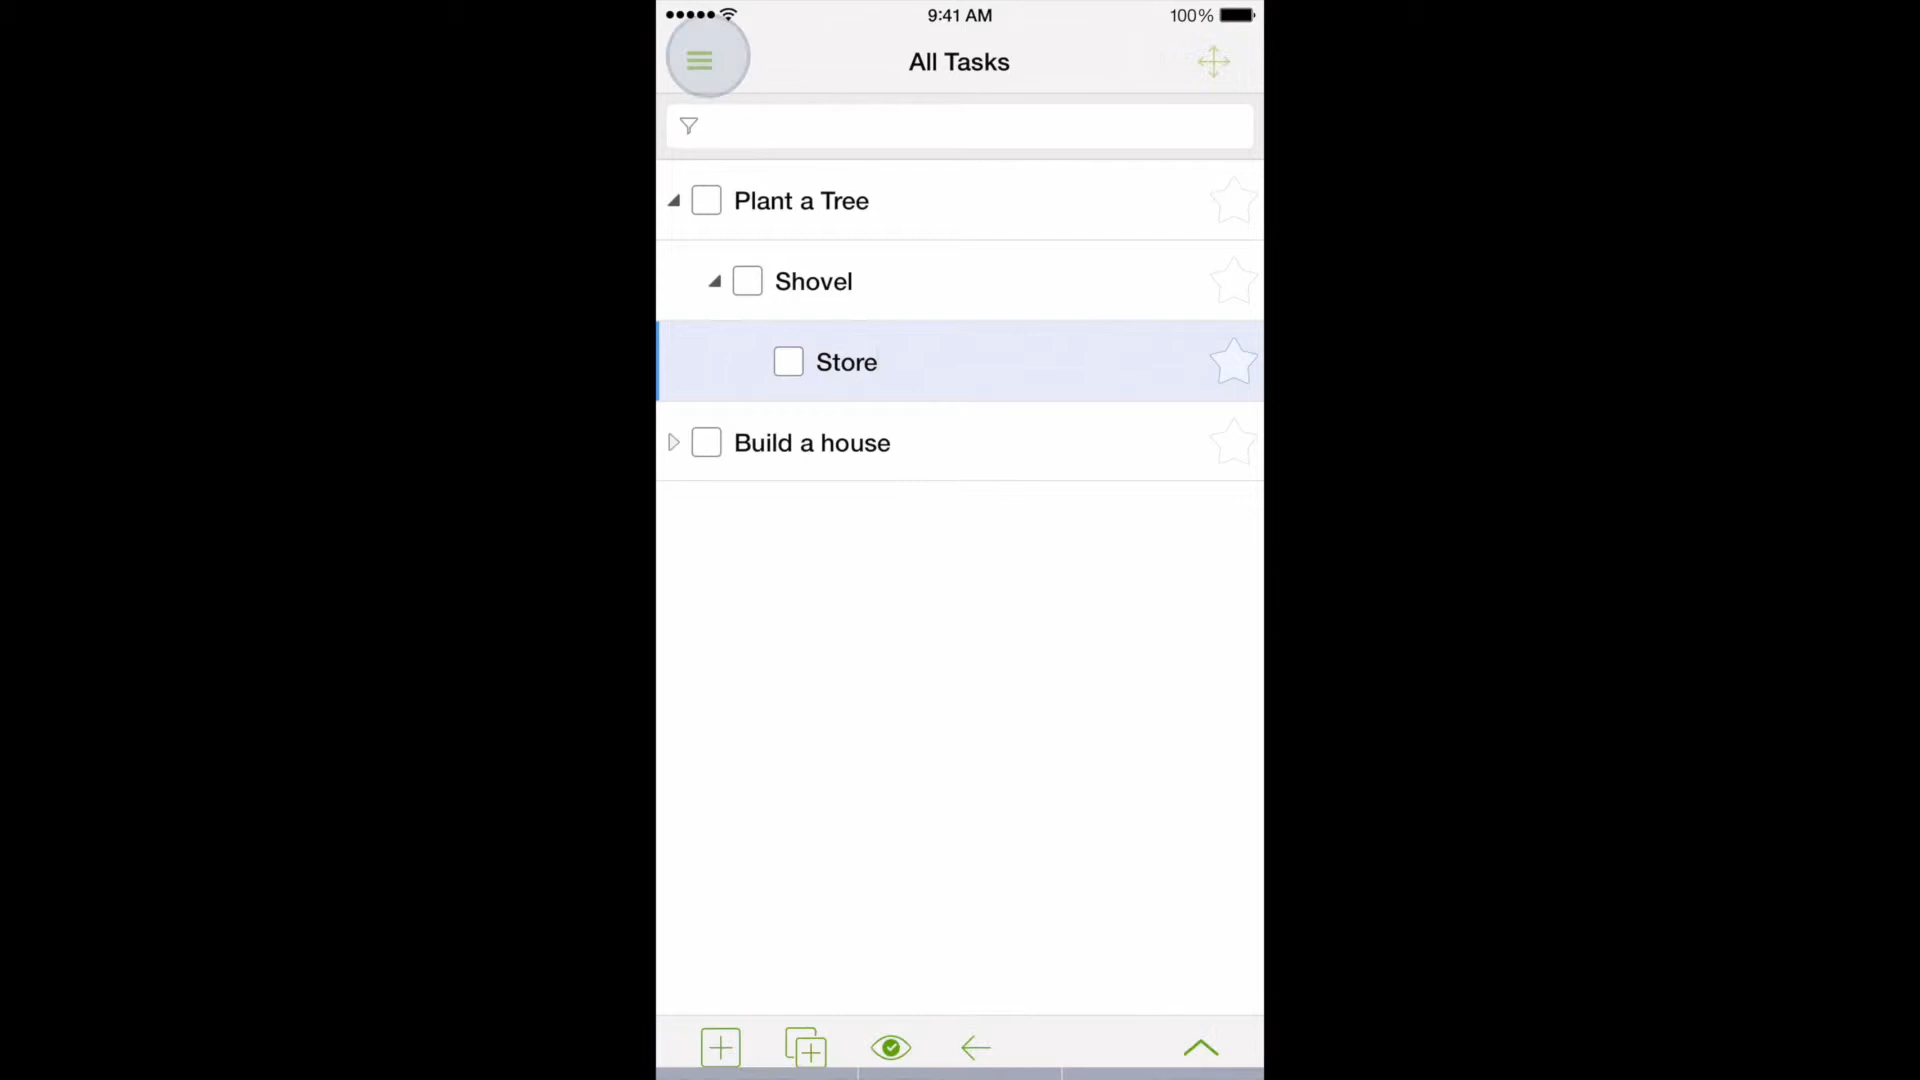 9:41 AM 100%
All Tasks
Plant a Tree
Shovel
Store
Build a house